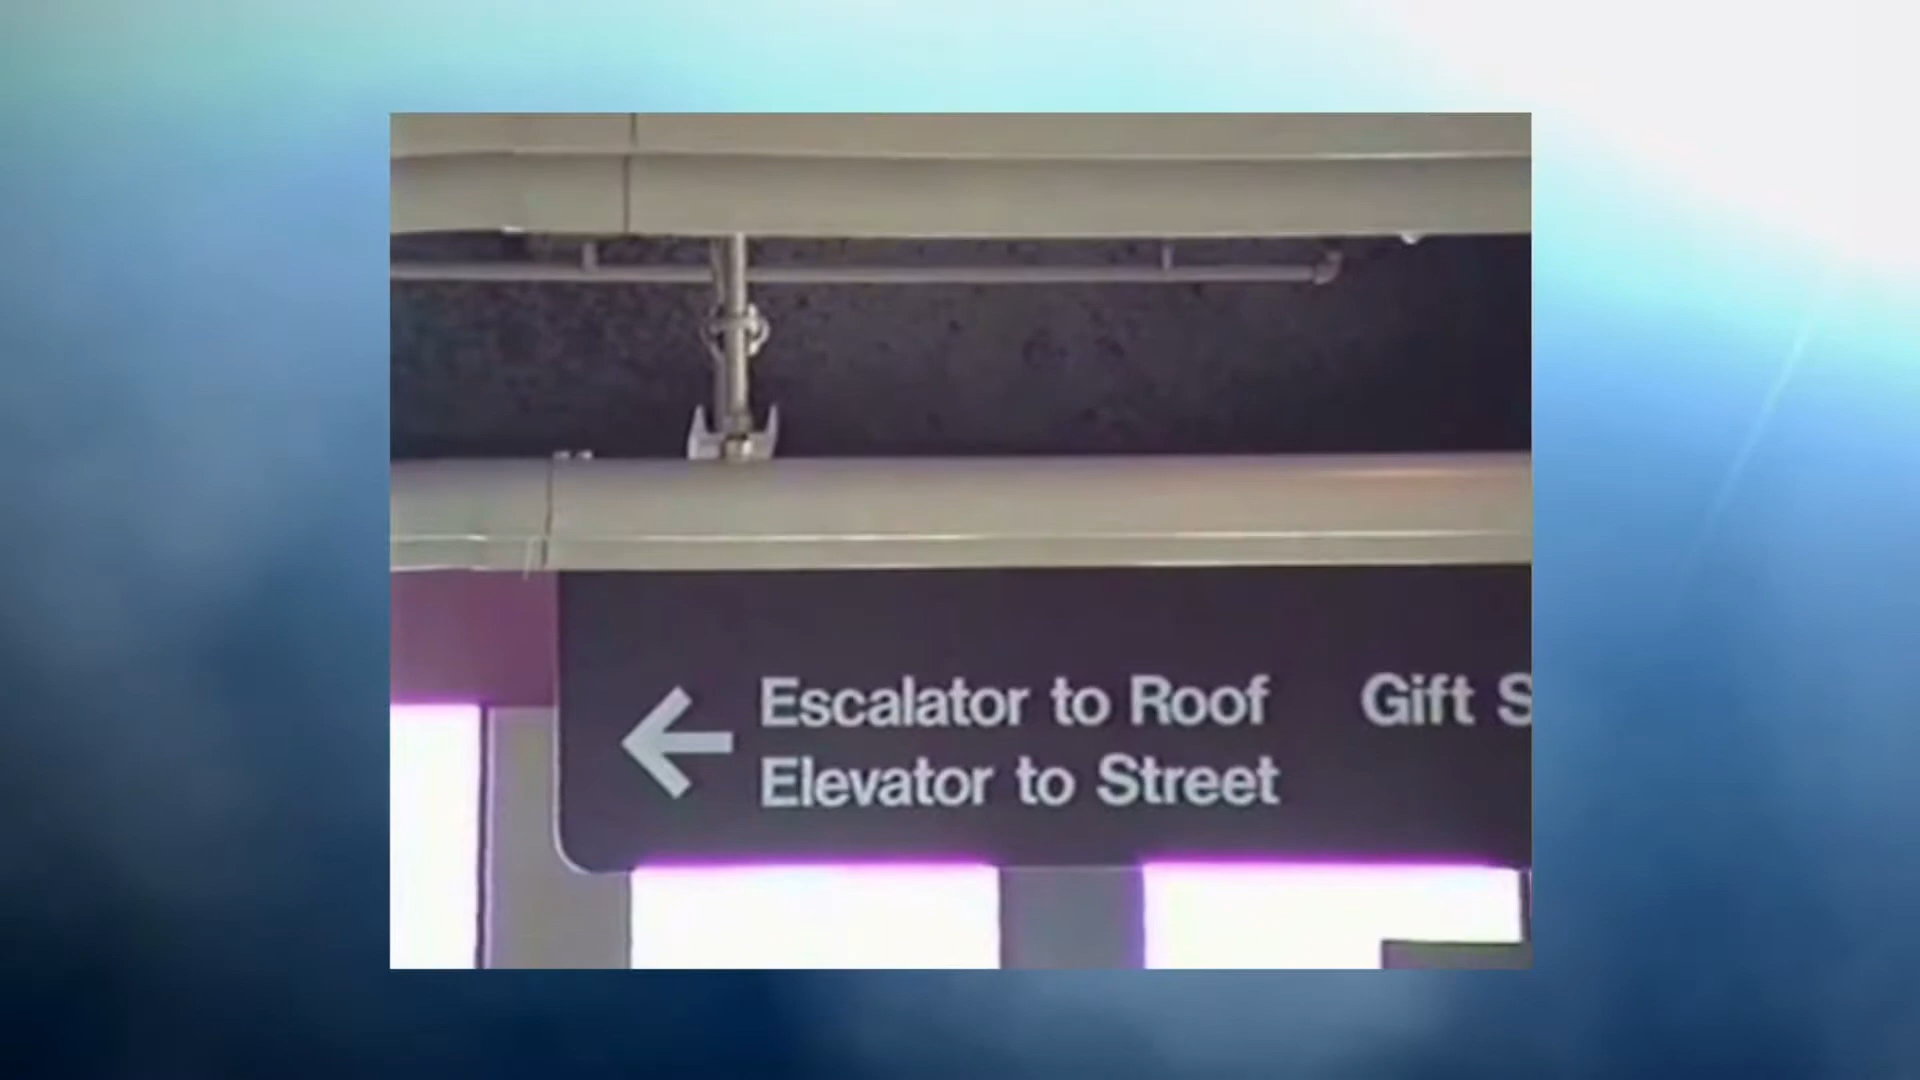 Escalator to Roof
Elevator to Street
Gift